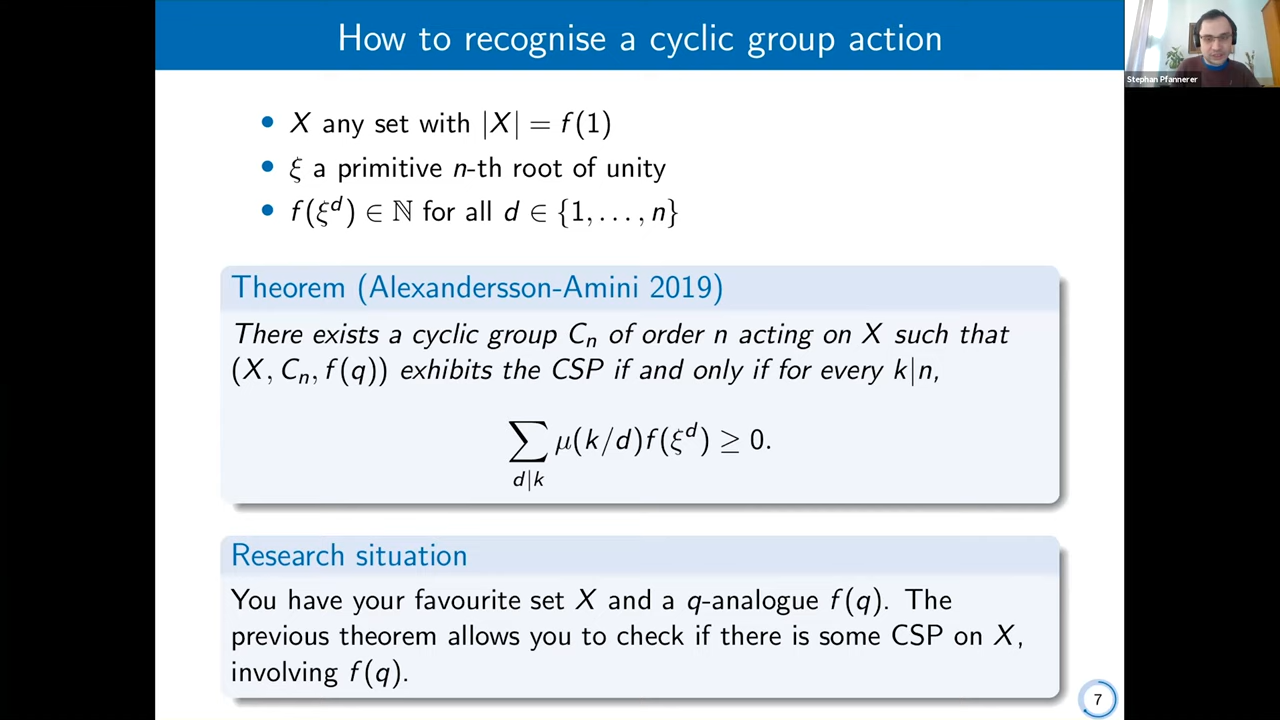 How to recognise a cyclic group action
Stephan Pfannerer
• X any set with |X| = f(1)
• ξ a primitive n-th root of unity
• f(ξ^d) ∈ ℕ for all d ∈ {1, . . . , n}
Theorem (Alexandersson-Amini 2019)
There exists a cyclic group C_n of order n acting on X such that
(X, C_n, f(q)) exhibits the CSP if and only if for every k|n,
∑_{d|k} μ(k/d)f(ξ^d) ≥ 0.
Research situation
You have your favourite set X and a q-analogue f(q). The
previous theorem allows you to check if there is some CSP on X,
involving f(q).
7